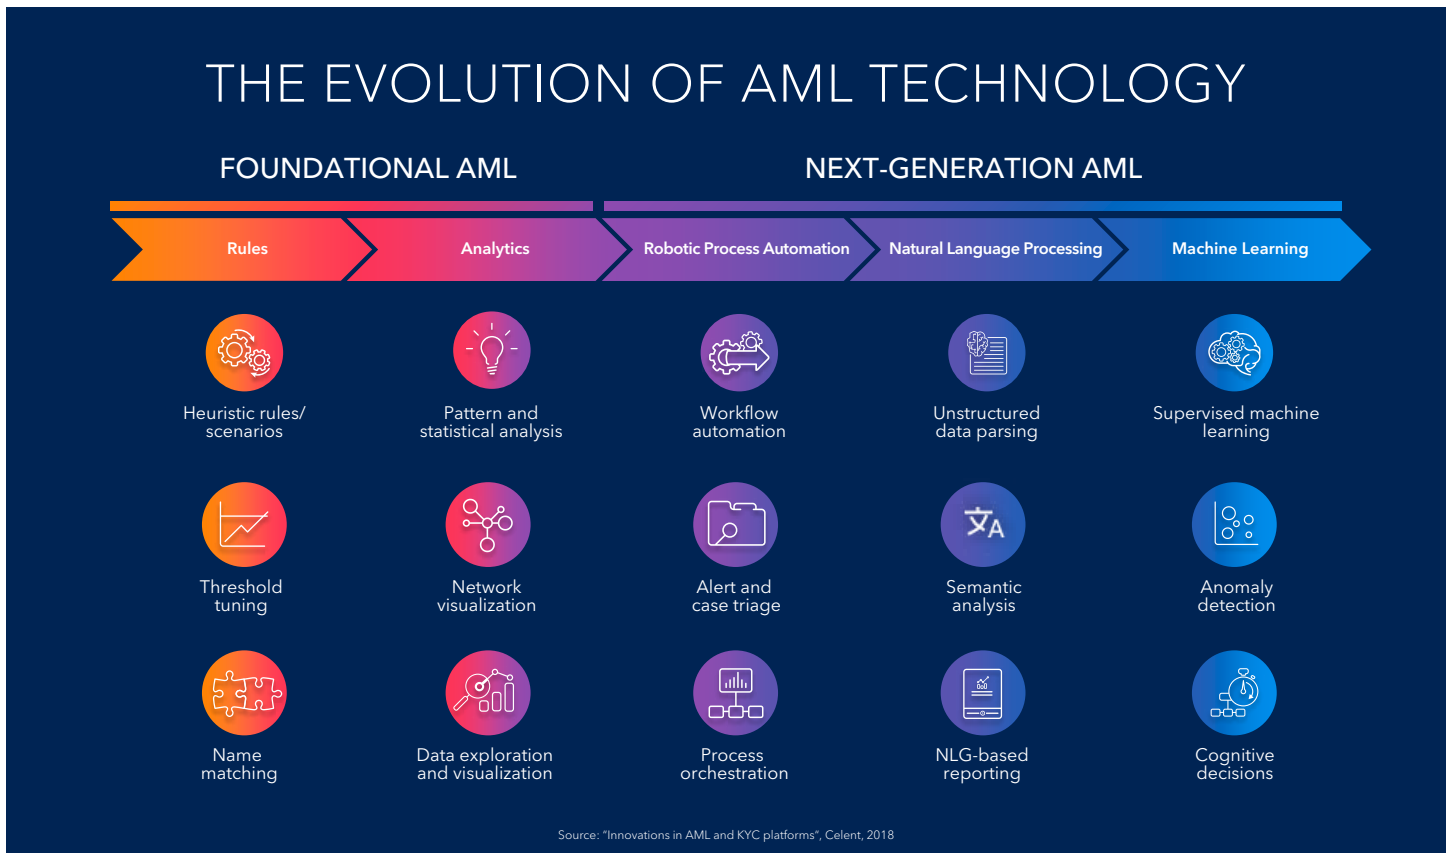 THE EVOLUTION OF AML TECHNOLOGY
FOUNDATIONAL AML
NEXT-GENERATION AML
Rules
Analytics
Robotic Process Automation
Natural Language Processing
Machine Learning
Heuristic rules/
scenarios
Pattern and
statistical analysis
Workflow
automation
Unstructured
data parsing
Supervised machine
learning
文A
Threshold
tuning
Network
visualization
Alert and
case triage
Semantic
analysis
Anomaly
detection
Name
matching
Data exploration
and visualization
Process
orchestration
NLG-based
reporting
Cognitive
decisions
Source: "Innovations in AML and KYC platforms", Celent, 2018